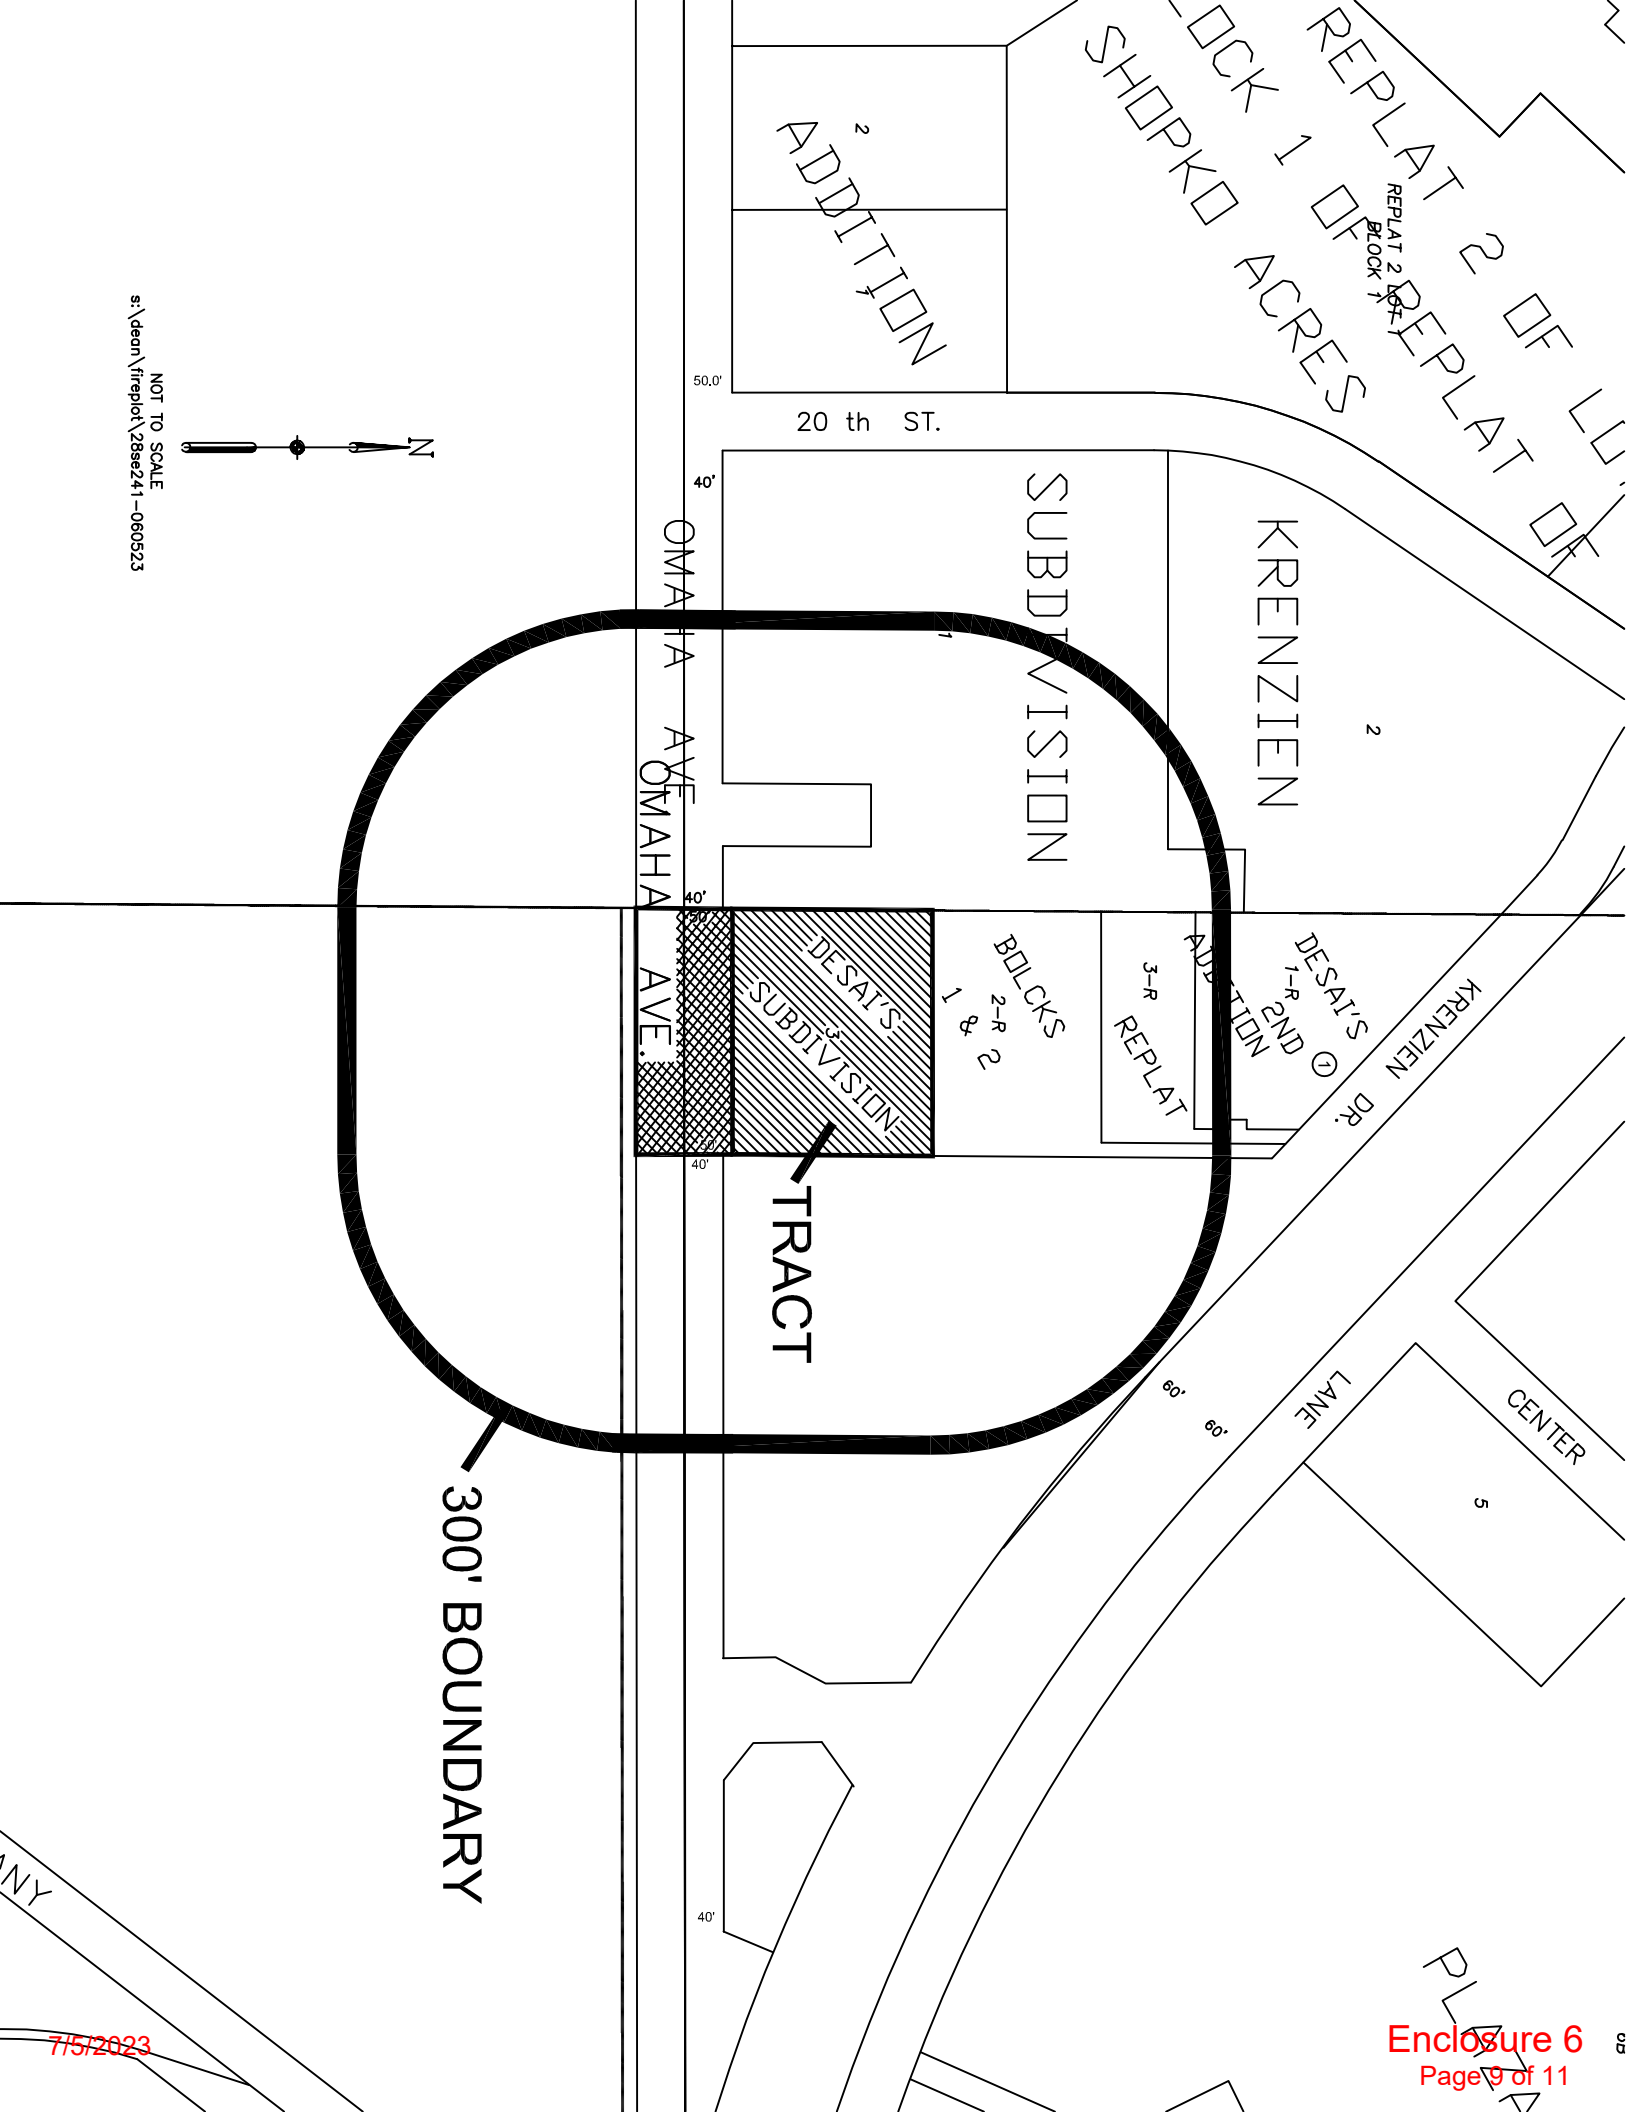 REPLAT 2 OF LO
LOCK 1 OF REPLAT OF
SHOPKO ACRES
REPLAT 2 LOT 1
BLOCK 1
2
ADDITION
1
50.0'
20 th ST.
40'
NOT TO SCALE
s:\dean\fireplot\28se241-060523
N
OMAHA AVE
OMAHA AVE.
KRENZIEN
SUBDIVISION
2
1
40'
50'
DESAI'S
SUBDIVISION
3
BOLCKS
1 & 2
2-R
3-R
REPLAT
DESAI'S
2ND
ADDITION
1-R
1
KRENZIEN DR.
50'
40'
TRACT
60'
60'
LANE
CENTER
5
300' BOUNDARY
40'
ANY
PLAZA
7/5/2023
Enclosure 6
Page 9 of 11